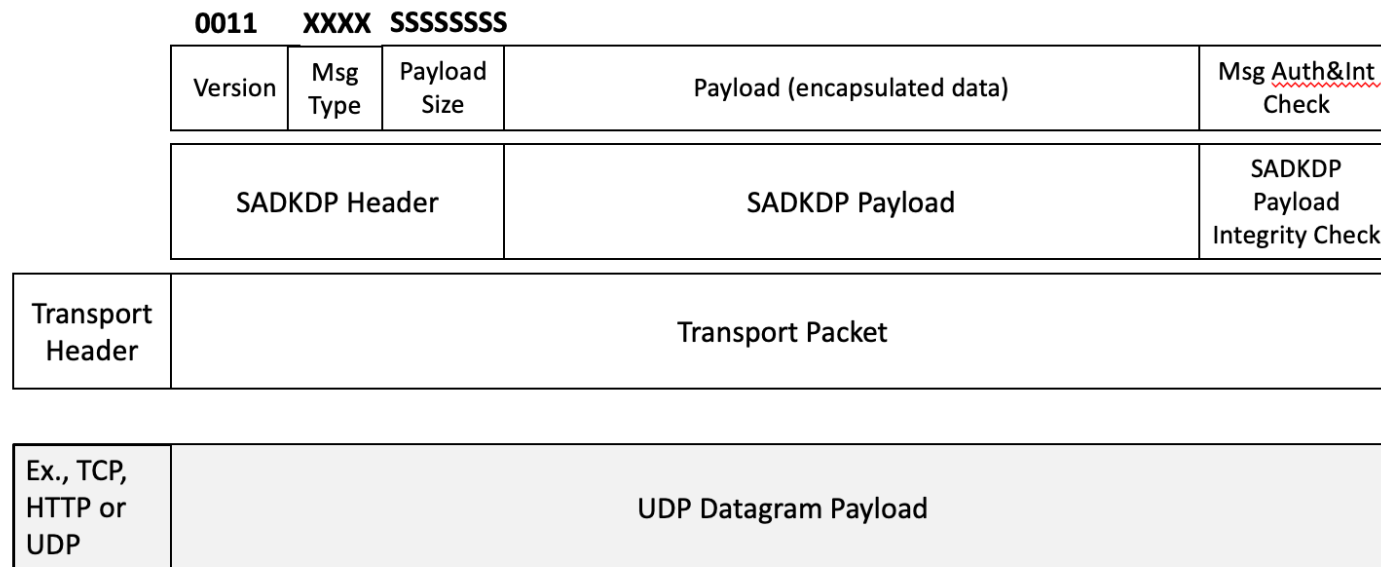 0011 XXXX SSSSSSSS
Version
Msg
Type
Payload
Size
Payload (encapsulated data)
Msg Auth&Int
Check
SADKDP Header
SADKDP Payload
SADKDP
Payload
Integrity Check
Transport
Header
Transport Packet
Ex., TCP,
HTTP or
UDP
UDP Datagram Payload